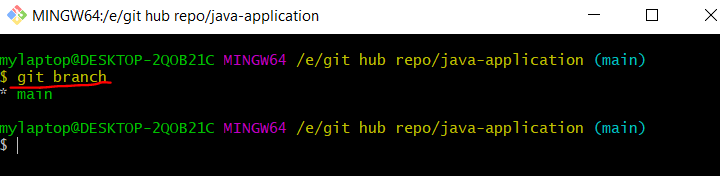 MINGW64:/e/git hub repo/java-application
mylaptop@DESKTOP-2QOB21C MINGW64 /e/git hub repo/java-application (main)
$ git branch
* main
mylaptop@DESKTOP-2QOB21C MINGW64 /e/git hub repo/java-application (main)
$